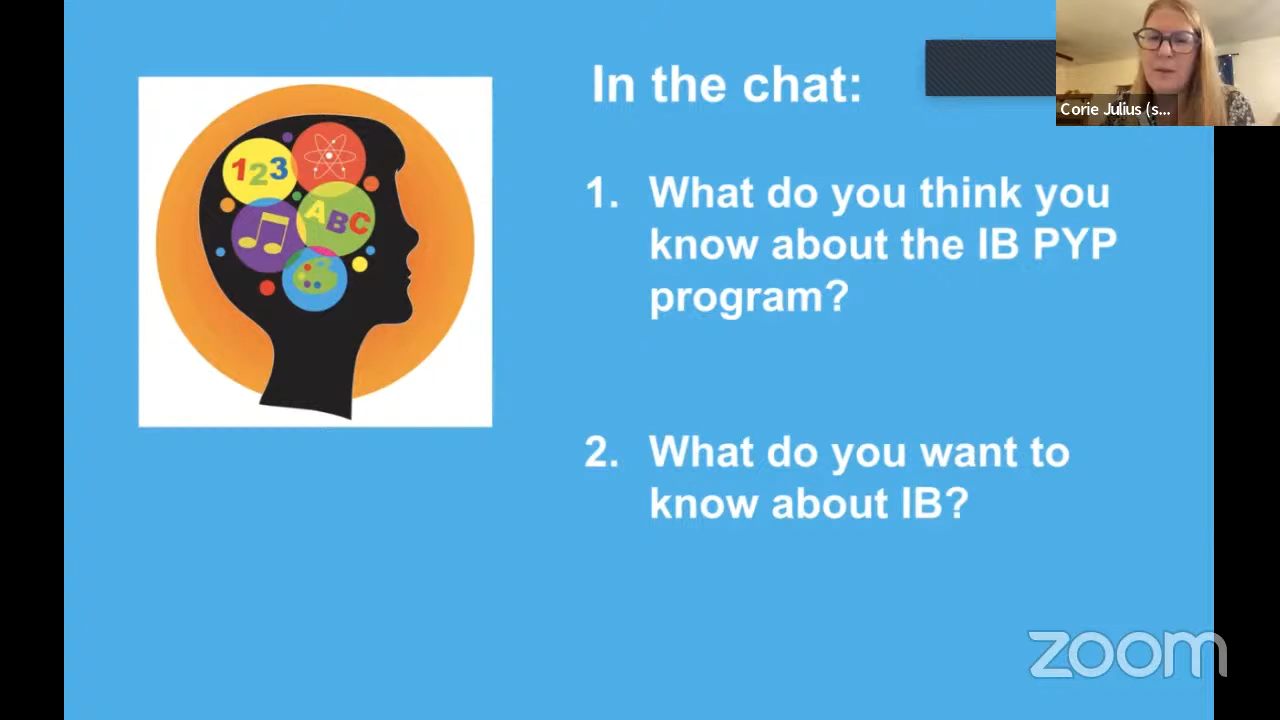 In the chat:
Corie Julius (s...
123
ABC
1. What do you think you
know about the IB PYP
program?
2. What do you want to
know about IB?
zoom